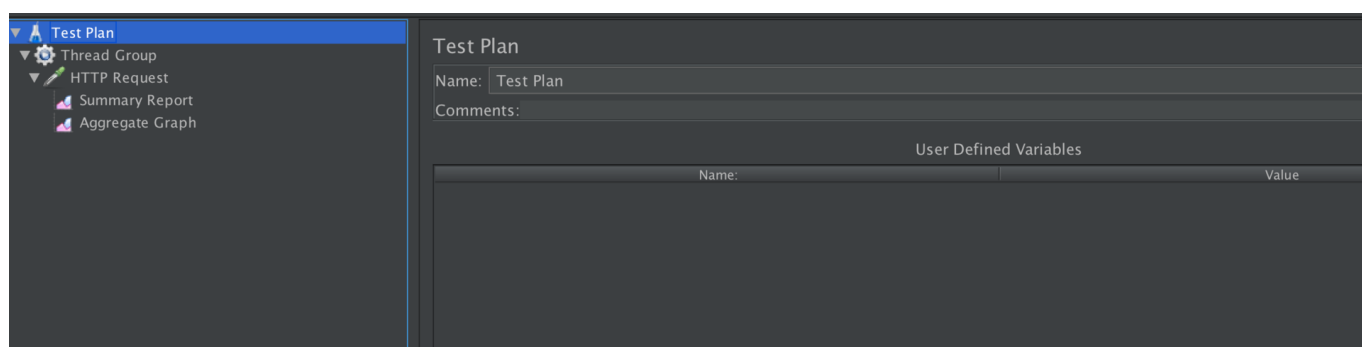 Test Plan
Thread Group
HTTP Request
Summary Report
Aggregate Graph
Test Plan
Name: Test Plan
Comments:
User Defined Variables
Name: Value